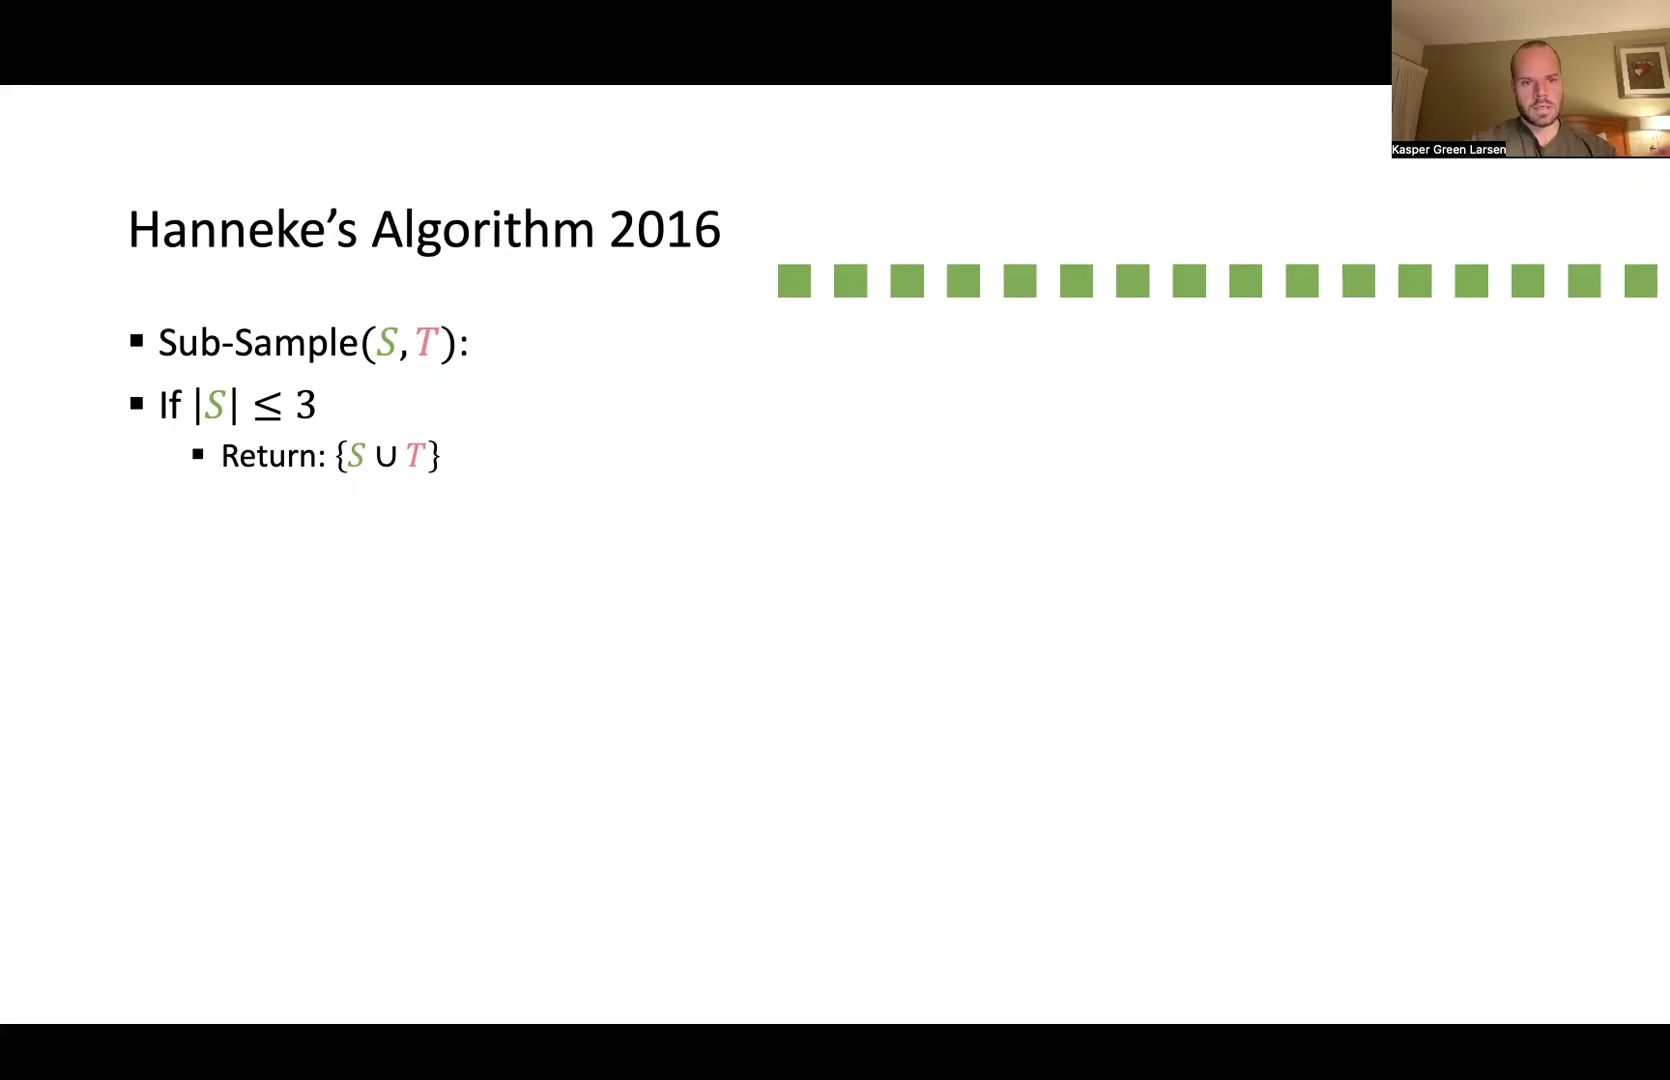 Kasper Green Larsen
Hanneke’s Algorithm 2016
▪ Sub-Sample(S, T):
▪ If |S| ≤ 3
▪ Return: {S ∪ T}